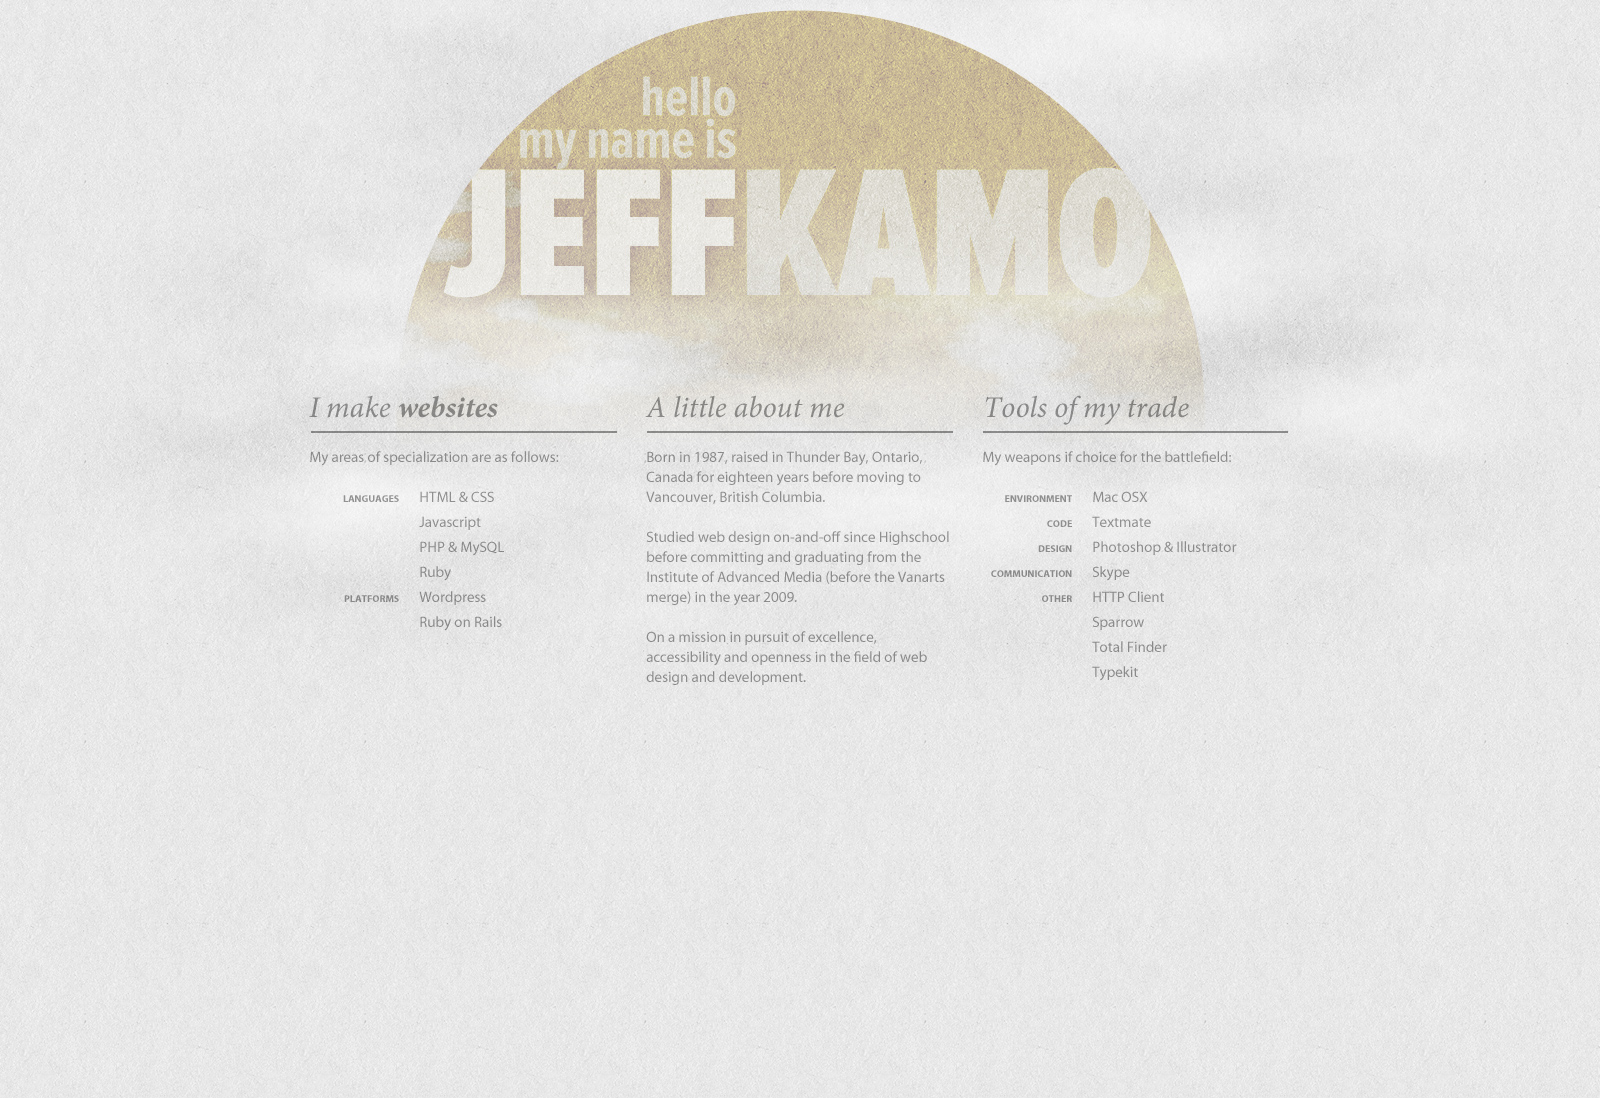 hello
my name is
JEFFKAMO
I make websites
My areas of specialization are as follows:
LANGUAGES HTML & CSS
Javascript
PHP & MySQL
Ruby
PLATFORMS Wordpress
Ruby on Rails
A little about me
Born in 1987, raised in Thunder Bay, Ontario,
Canada for eighteen years before moving to
Vancouver, British Columbia.
Studied web design on-and-off since Highschool
before committing and graduating from the
Institute of Advanced Media (before the Vanarts
merge) in the year 2009.
On a mission in pursuit of excellence,
accessibility and openness in the field of web
design and development.
Tools of my trade
My weapons if choice for the battlefield:
ENVIRONMENT Mac OSX
CODE Textmate
DESIGN Photoshop & Illustrator
COMMUNICATION Skype
OTHER HTTP Client
Sparrow
Total Finder
Typekit